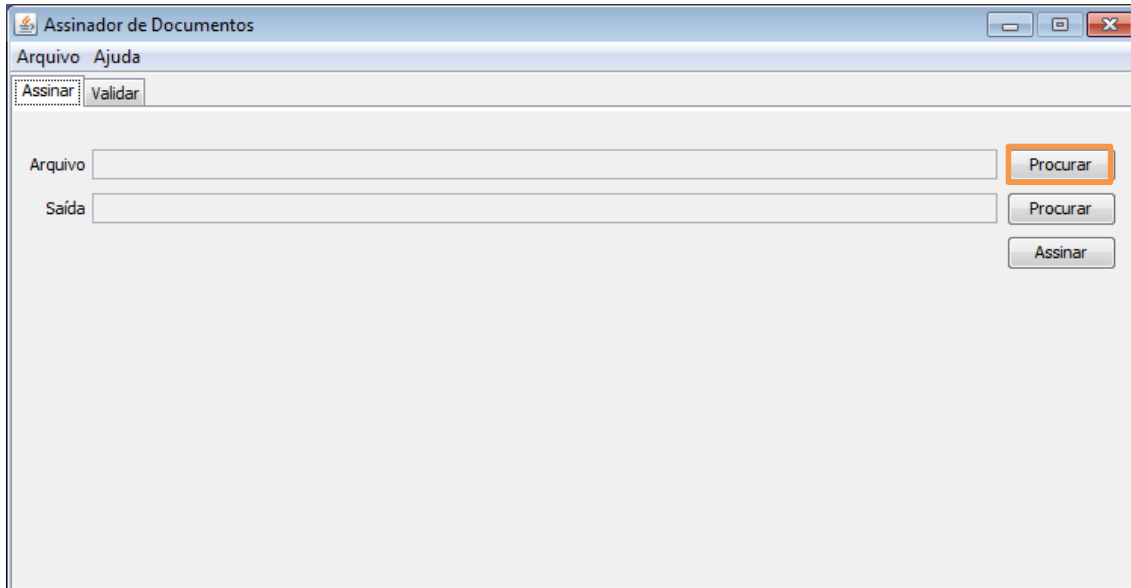 Assinador de Documentos
Arquivo Ajuda
Assinar Validar
Arquivo Procurar
Saída Procurar
Assinar